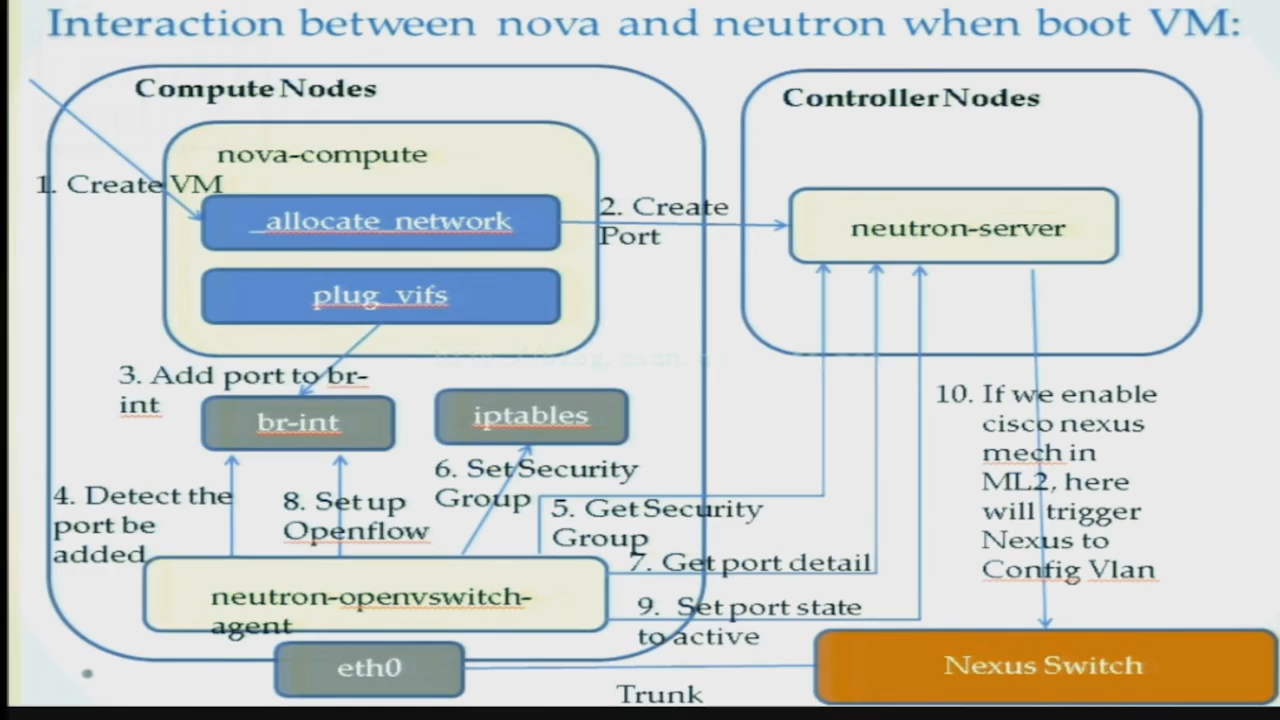 Interaction between nova and neutron when boot VM:
Compute Nodes
nova-compute
1. Create VM
_allocate_network
plug_vifs
2. Create
Port
Controller Nodes
neutron-server
3. Add port to br-
int
br-int
iptables
4. Detect the
port be
added
8. Set up
Openflow
6. Set Security
Group
5. Get Security
Group
7. Get port detail
9. Set port state
to active
neutron-openvswitch-
agent
eth0
Trunk
10. If we enable
cisco nexus
mech in
ML2, here
will trigger
Nexus to
Config Vlan
Nexus Switch